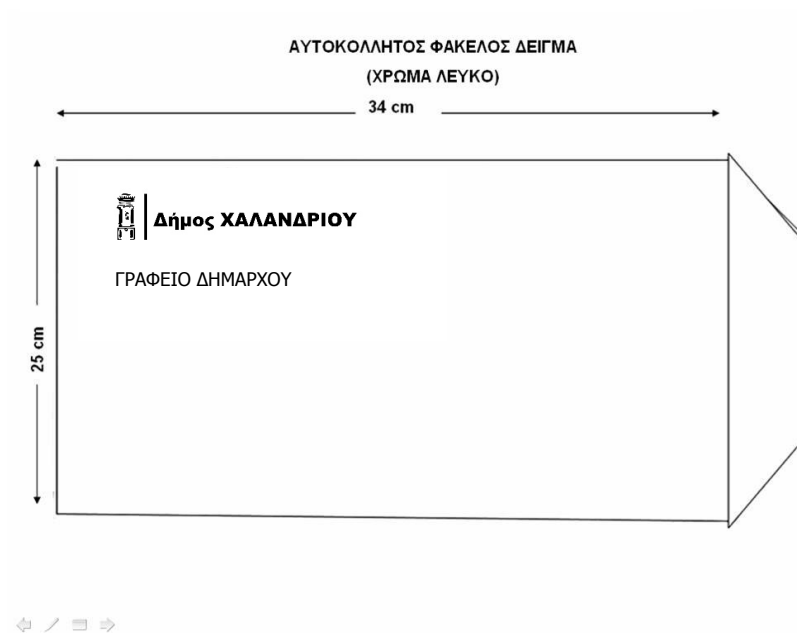 ΑΥΤΟΚΟΛΛΗΤΟΣ ΦΑΚΕΛΟΣ ΔΕΙΓΜΑ
(ΧΡΩΜΑ ΛΕΥΚΟ)
34 cm
Δήμος ΧΑΛΑΝΔΡΙΟΥ
ΓΡΑΦΕΙΟ ΔΗΜΑΡΧΟΥ
25 cm